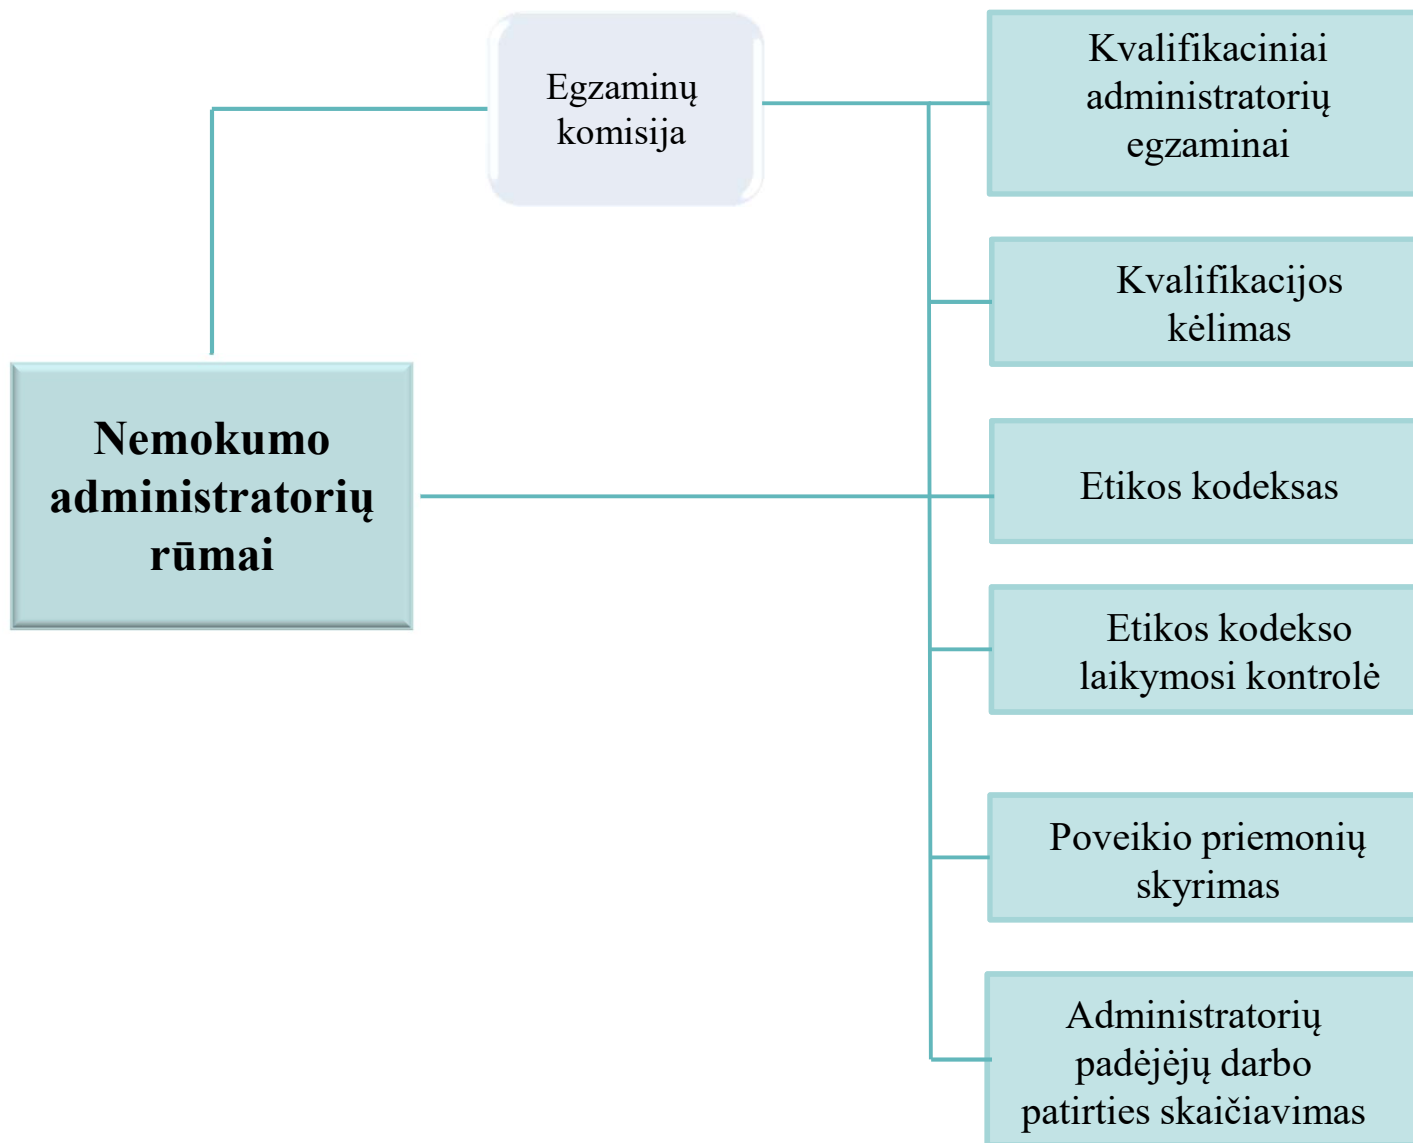 Egzaminų
komisija
Kvalifikaciniai
administratorių
egzaminai
Kvalifikacijos
kėlimas
Nemokumo
administratorių
rūmai
Etikos kodeksas
Etikos kodekso
laikymosi kontrolė
Poveikio priemonių
skyrimas
Administratorių
padėjėjų darbo
patirties skaičiavimas